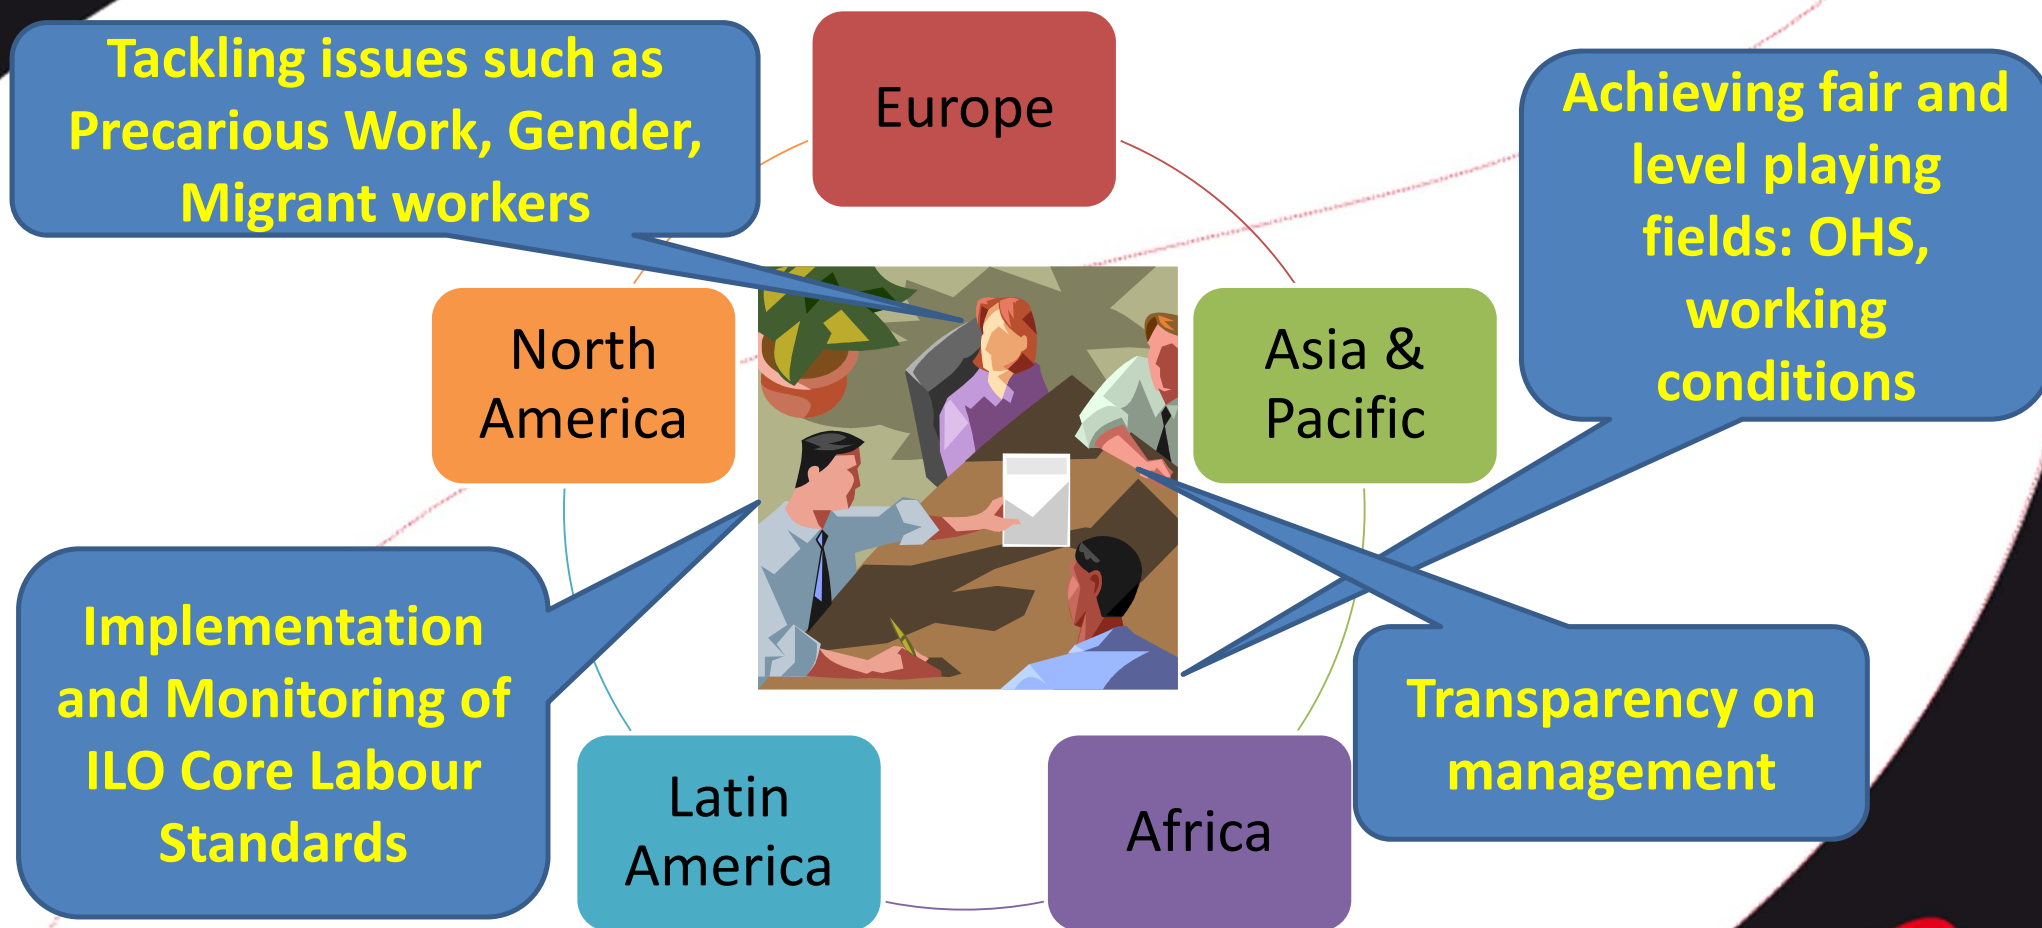 Tackling issues such as
Precarious Work, Gender,
Migrant workers
Europe
Achieving fair and
level playing
fields: OHS,
working
conditions
North
America
Asia &
Pacific
Implementation
and Monitoring of
ILO Core Labour
Standards
Latin
America
Africa
Transparency on
management